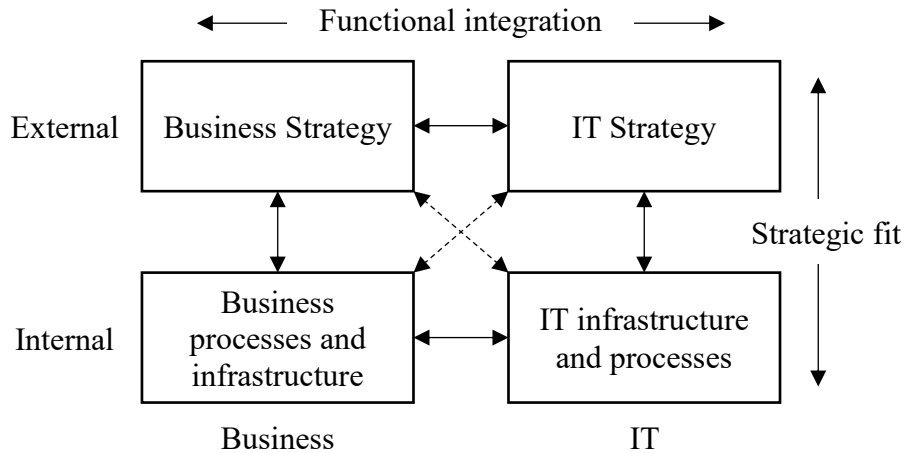 Functional integration
External
Business Strategy
IT Strategy
Strategic fit
Internal
Business
processes and
infrastructure
IT infrastructure
and processes
Business
IT